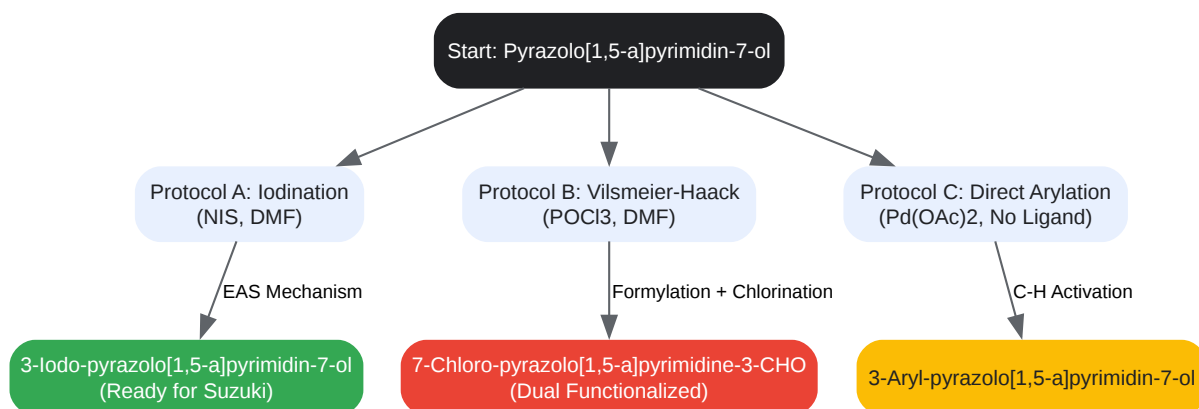 Start: Pyrazolo[1,5-a]pyrimidin-7-ol
Protocol A: Iodination
(NIS, DMF)
Protocol B: Vilsmeier-Haack
(POCl3, DMF)
Protocol C: Direct Arylation
(Pd(OAc)2, No Ligand)
EAS Mechanism
Formylation + Chlorination
C-H Activation
3-Iodo-pyrazolo[1,5-a]pyrimidin-7-ol
(Ready for Suzuki)
7-Chloro-pyrazolo[1,5-a]pyrimidine-3-CHO
(Dual Functionalized)
3-Aryl-pyrazolo[1,5-a]pyrimidin-7-ol